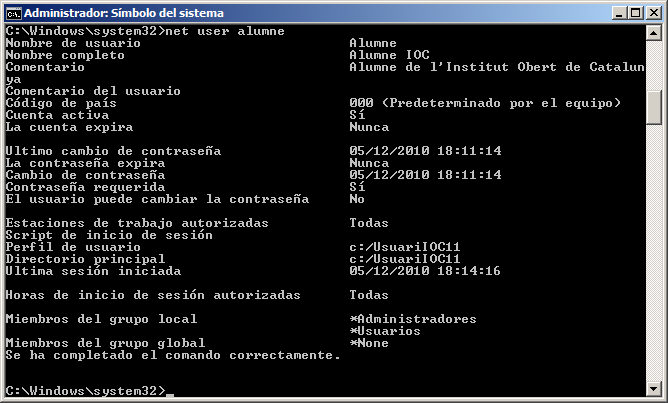 Administrador: Símbolo del sistema
C:\Windows\system32>net user alumne
Nombre de usuario                          Alumne
Nombre completo                            Alumne IOC
Comentario                                 Alumne de l'Institut Obert de Catalun
ya
Comentario del usuario
Código de país                             000 (Predeterminado por el equipo)
Cuenta activa                              Sí
La cuenta expira                           Nunca

Ultimo cambio de contraseña                05/12/2010 18:11:14
La contraseña expira                       Nunca
Cambio de contraseña                       05/12/2010 18:11:14
Contraseña requerida                       Sí
El usuario puede cambiar la contraseña     No

Estaciones de trabajo autorizadas          Todas
Script de inicio de sesión
Perfil de usuario                          c:/UsuariIOC11
Directorio principal                       c:/UsuariIOC11
Ultima sesión iniciada                     05/12/2010 18:14:16

Horas de inicio de sesión autorizadas      Todas

Miembros del grupo local                   *Administradores
                                           *Usuarios
Miembros del grupo global                  *None
Se ha completado el comando correctamente.

C:\Windows\system32>_